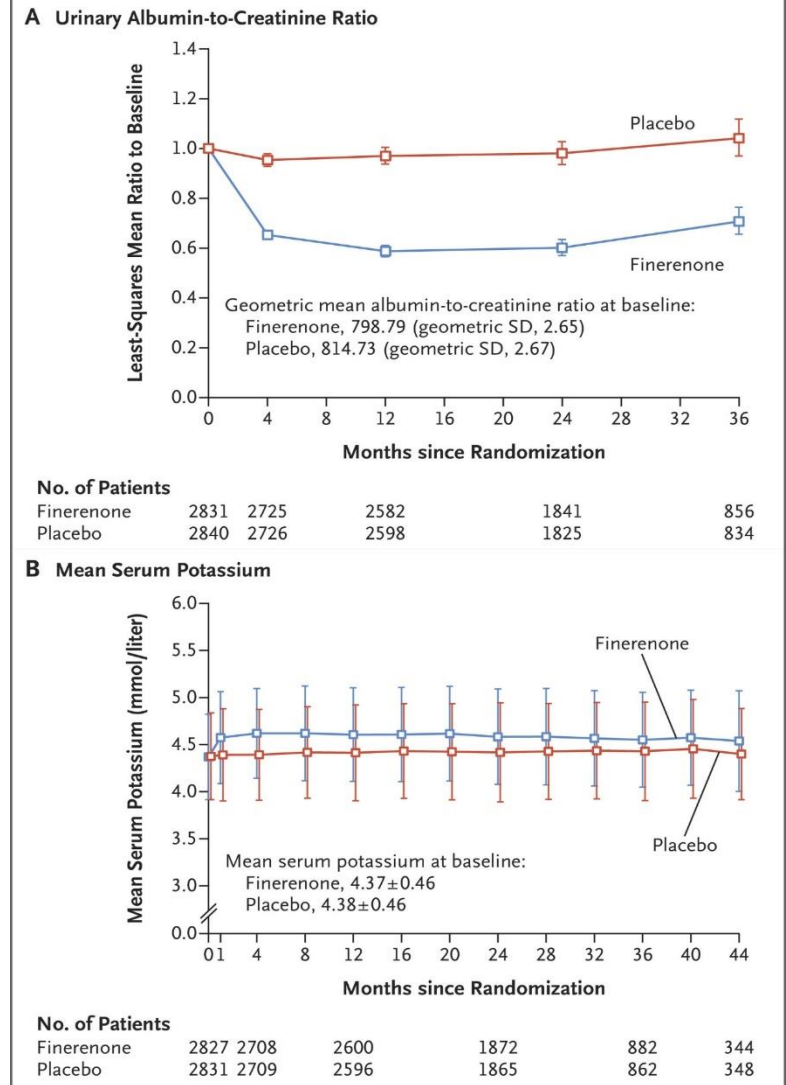 A Urinary Albumin-to-Creatinine Ratio
Least-Squares Mean Ratio to Baseline
1.4
1.2
1.0
0.8
0.6
0.4
0.2
0.0
Placebo
Finerenone
Geometric mean albumin-to-creatinine ratio at baseline:
Finerenone, 798.79 (geometric SD, 2.65)
Placebo, 814.73 (geometric SD, 2.67)
0 4 8 12 16 20 24 28 32 36
Months since Randomization
No. of Patients
Finerenone 2831 2725 2582 1841 856
Placebo 2840 2726 2598 1825 834
B Mean Serum Potassium
Mean Serum Potassium (mmol/liter)
6.0
5.5
5.0
4.5
4.0
3.5
3.0
0.0
Finerenone
Placebo
Mean serum potassium at baseline:
Finerenone, 4.37±0.46
Placebo, 4.38±0.46
0 1 4 8 12 16 20 24 28 32 36 40 44
Months since Randomization
No. of Patients
Finerenone 2827 2708 2600 1872 882 344
Placebo 2831 2709 2596 1865 862 348